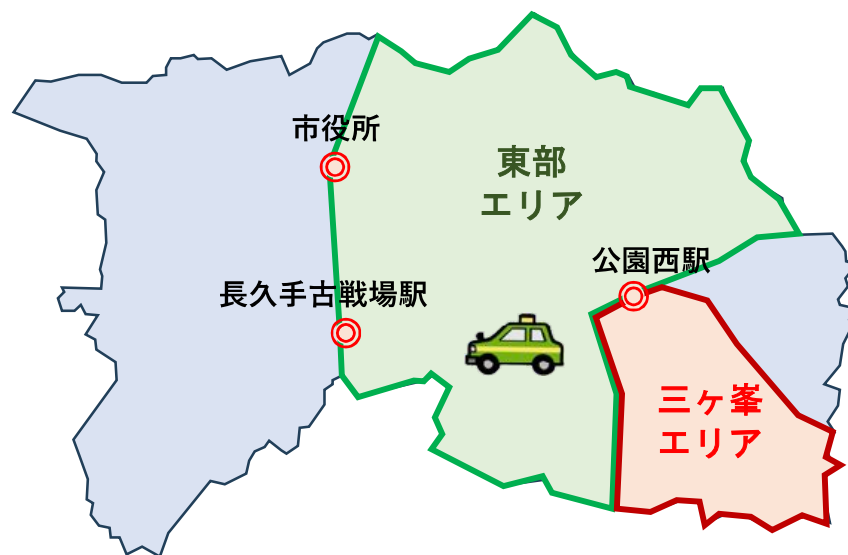 市役所
東部
エリア
公園西駅
長久手古戦場駅
三ヶ峯
エリア